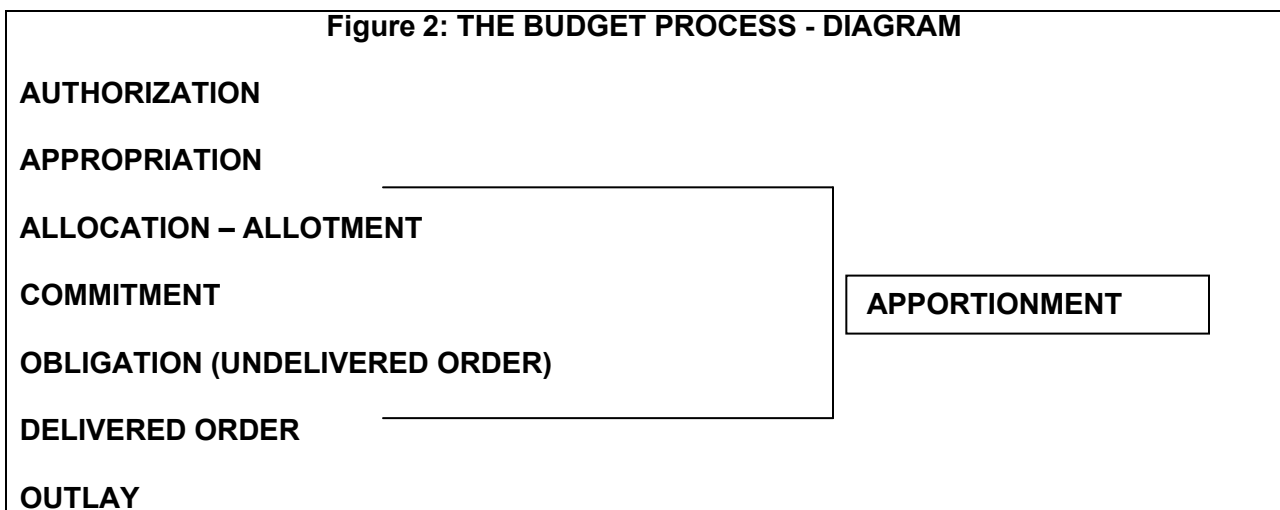 Figure 2: THE BUDGET PROCESS - DIAGRAM
AUTHORIZATION
APPROPRIATION
ALLOCATION – ALLOTMENT
COMMITMENT
APPORTIONMENT
OBLIGATION (UNDELIVERED ORDER)
DELIVERED ORDER
OUTLAY